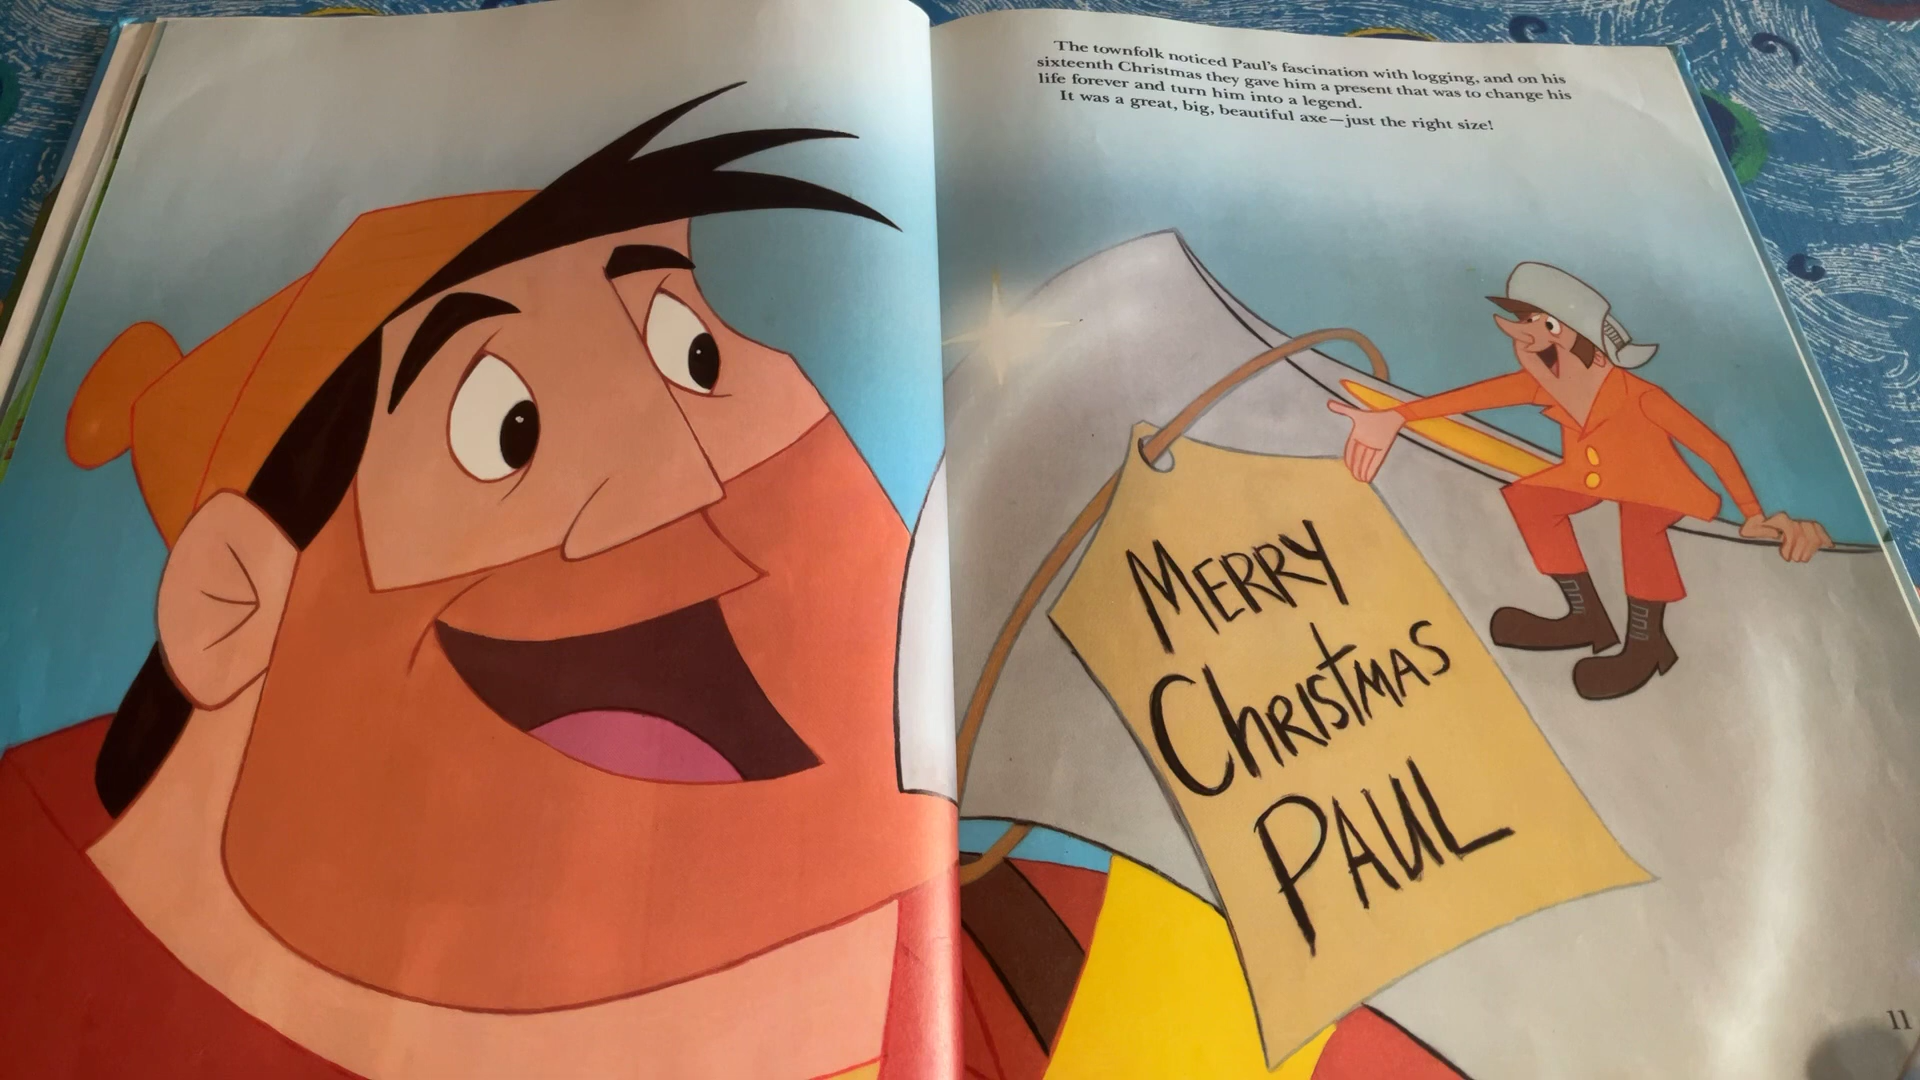 The townfolk noticed Paul's fascination with logging, and on his
sixteenth Christmas they gave him a present that was to change his
life forever and turn him into a legend.
It was a great, big, beautiful axe—just the right size!
MERRY
ChRISTMAS
PAUL
11